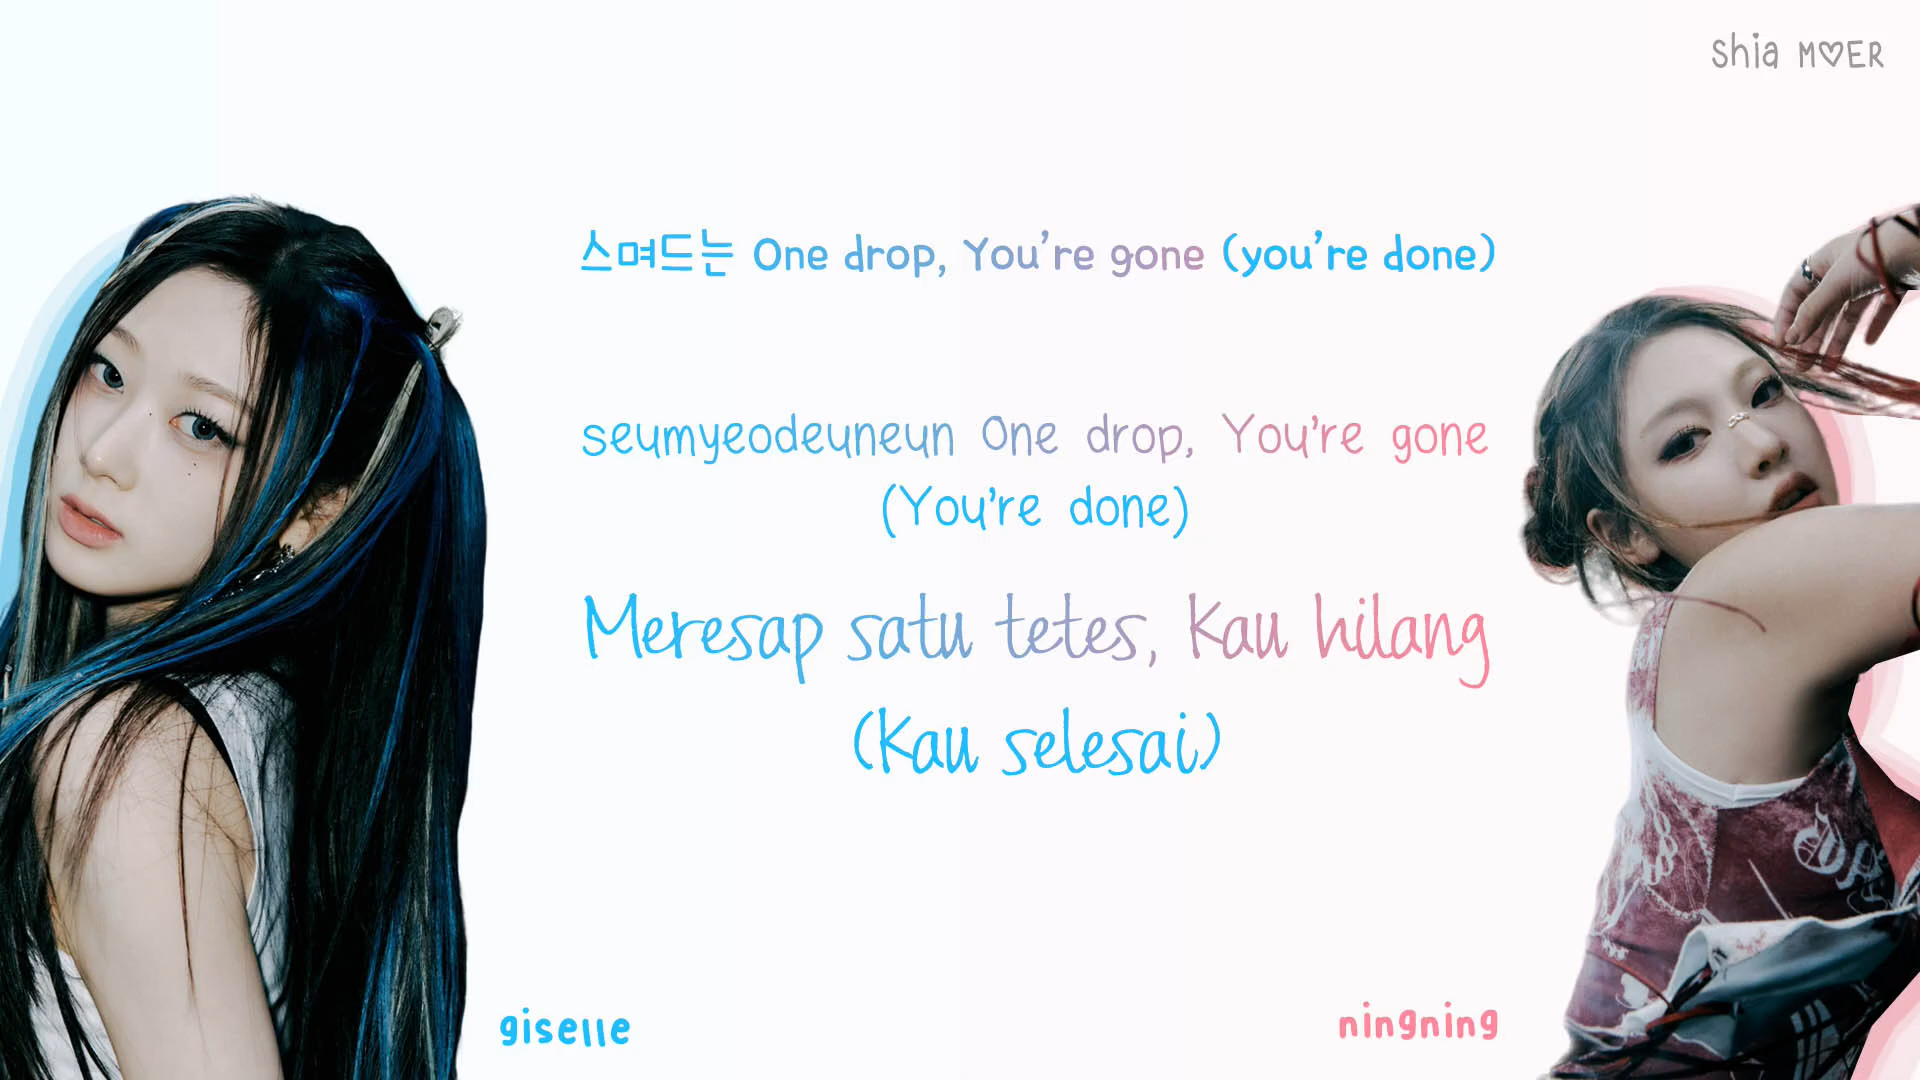 Shia M♡ER
스며드는 One drop, You're gone (you're done)
seumyeodeuneun One drop, You're gone
(You're done)
Meresap satu tetes, Kau hilang
(Kau selesai)
giselle
ningning